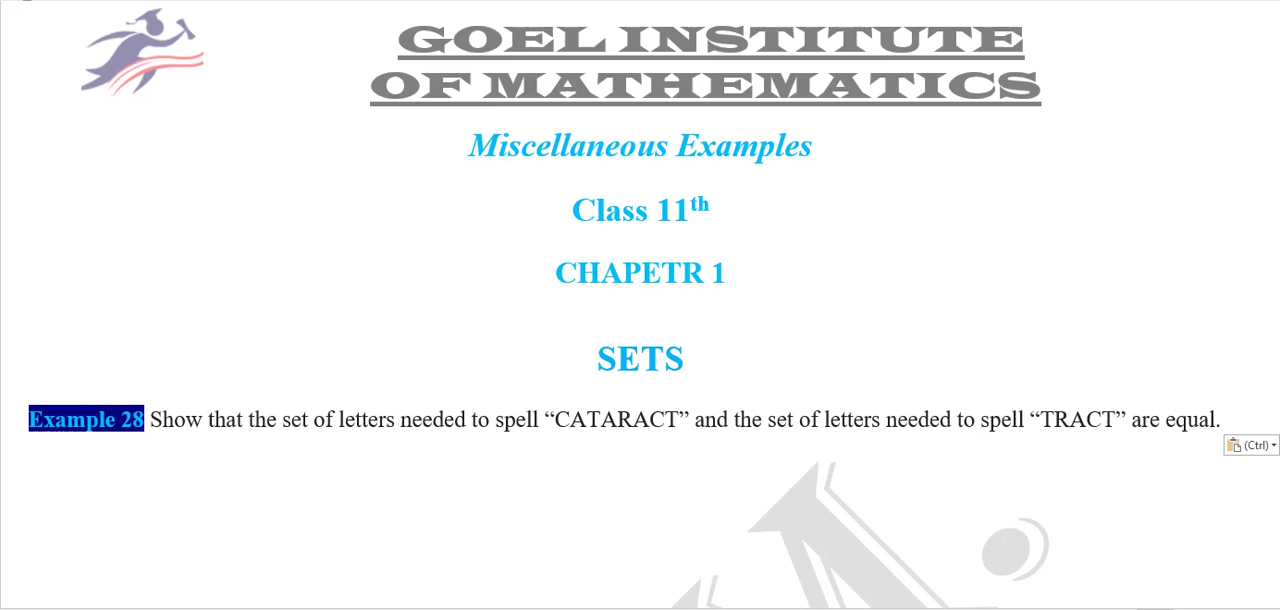 GOEL INSTITUTE
OF MATHEMATICS
Miscellaneous Examples
Class 11th
CHAPETR 1
SETS
Example 28 Show that the set of letters needed to spell “CATARACT” and the set of letters needed to spell “TRACT” are equal.
(Ctrl)